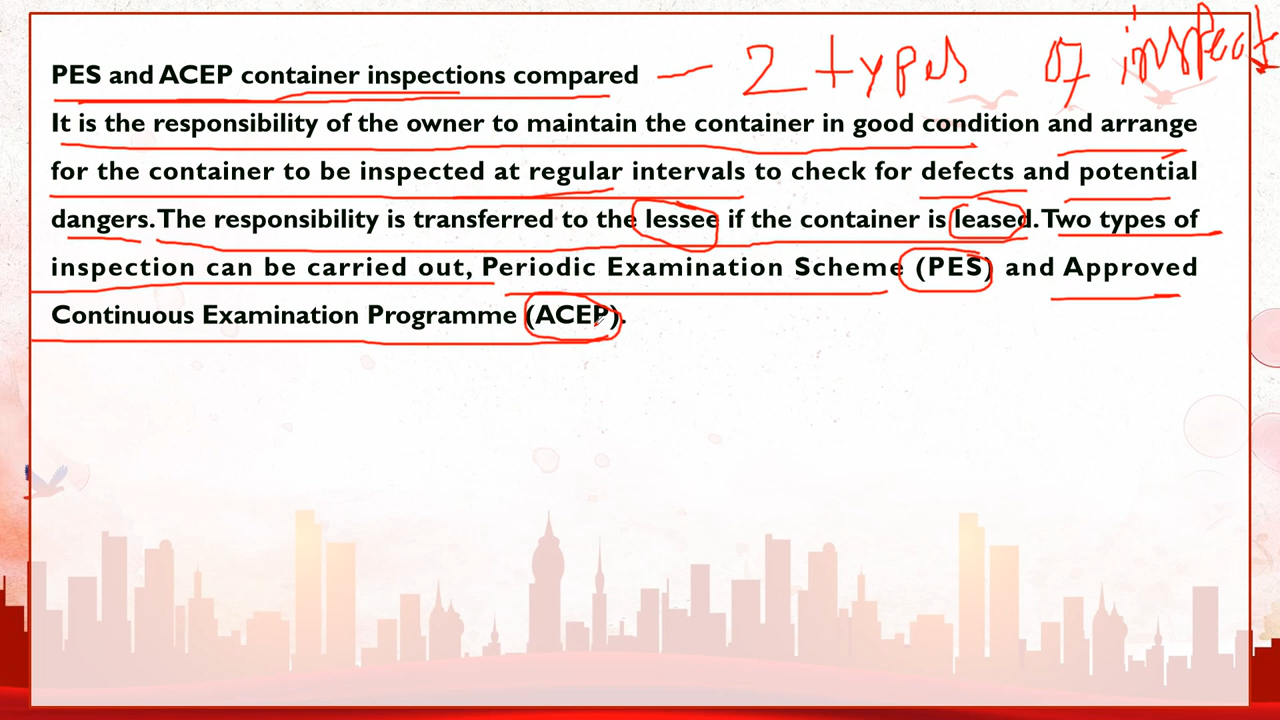 PES and ACEP container inspections compared – 2 types of inspect
It is the responsibility of the owner to maintain the container in good condition and arrange
for the container to be inspected at regular intervals to check for defects and potential
dangers. The responsibility is transferred to the lessee if the container is leased. Two types of
inspection can be carried out, Periodic Examination Scheme (PES) and Approved
Continuous Examination Programme (ACEP).